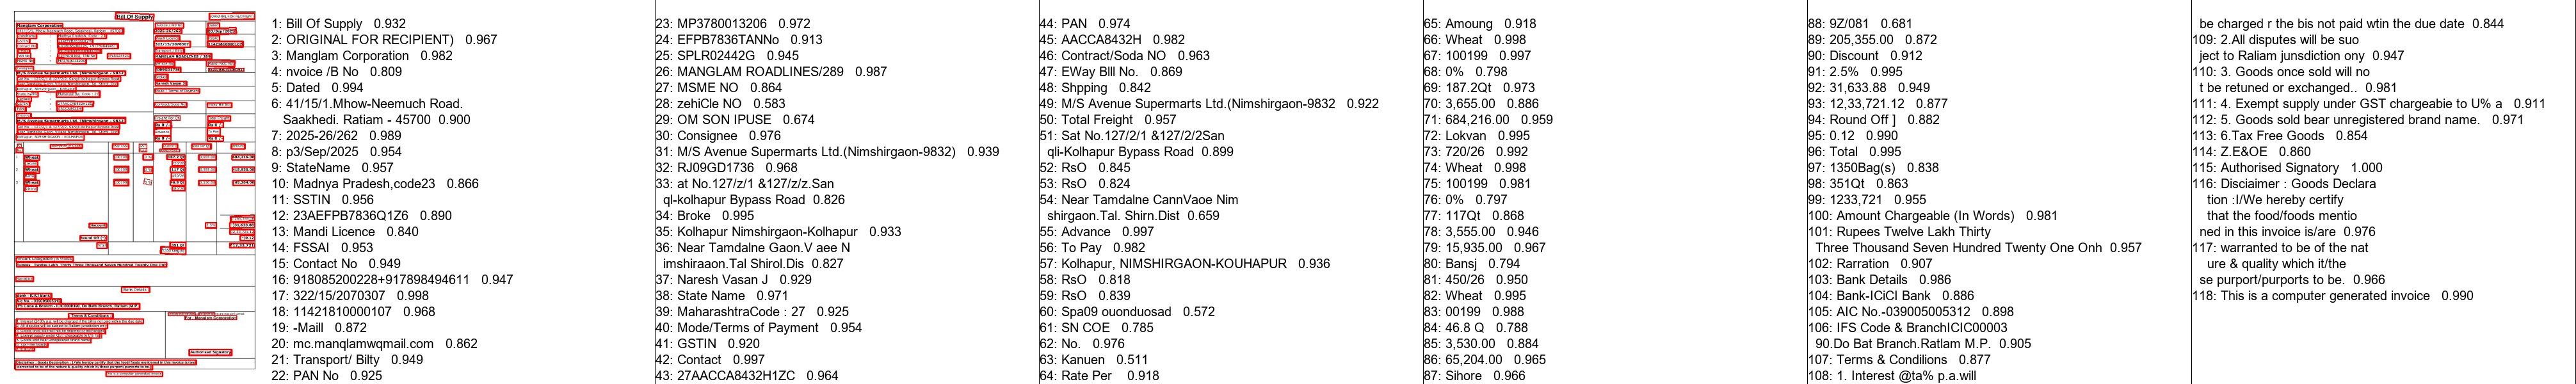 1: Bill Of Supply 0.932
2: ORIGINAL FOR RECIPIENT) 0.967
3: Manglam Corporation 0.982
4: nvoice /B No 0.809
5: Dated 0.994
6: 41/15/1.Mhow-Neemuch Road.
Saakhedi. Ratiam - 45700 0.900
7: 2025-26/262 0.989
8: p3/Sep/2025 0.954
9: StateName 0.957
10: Madnya Pradesh,code23 0.866
11: SSTIN 0.956
12: 23AEFPB7836Q1Z6 0.890
13: Mandi Licence 0.840
14: FSSAI 0.953
15: Contact No 0.949
16: 918085200228+917898494611 0.947
17: 322/15/2070307 0.998
18: 11421810000107 0.968
19: -Maill 0.872
20: mc.manqlamwqmail.com 0.862
21: Transport/ Bilty 0.949
22: PAN No 0.925
23: MP3780013206 0.972
24: EFPB7836TANNo 0.913
25: SPLR02442G 0.945
26: MANGLAM ROADLINES/289 0.987
27: MSME NO 0.864
28: zehiCle NO 0.583
29: OM SON IPUSE 0.674
30: Consignee 0.976
31: M/S Avenue Supermarts Ltd.(Nimshirgaon-9832) 0.939
32: RJ09GD1736 0.968
33: at No.127/z/1 &127/z/z.San
ql-kolhapur Bypass Road 0.826
34: Broke 0.995
35: Kolhapur Nimshirgaon-Kolhapur 0.933
36: Near Tamdalne Gaon.V aee N
imshiraaon.Tal Shirol.Dis 0.827
37: Naresh Vasan J 0.929
38: State Name 0.971
39: MaharashtraCode : 27 0.925
40: Mode/Terms of Payment 0.954
41: GSTIN 0.920
42: Contact 0.997
43: 27AACCA8432H1ZC 0.964
44: PAN 0.974
45: AACCA8432H 0.982
46: Contract/Soda NO 0.963
47: EWay BIll No. 0.869
48: Shpping 0.842
49: M/S Avenue Supermarts Ltd.(Nimshirgaon-9832 0.922
50: Total Freight 0.957
51: Sat No.127/2/1 &127/2/2San
qli-Kolhapur Bypass Road 0.899
52: RsO 0.845
53: RsO 0.824
54: Near Tamdalne CannVaoe Nim
shirgaon.Tal. Shirn.Dist 0.659
55: Advance 0.997
56: To Pay 0.982
57: Kolhapur, NIMSHIRGAON-KOUHAPUR 0.936
58: RsO 0.818
59: RsO 0.839
60: Spa09 ouonduosad 0.572
61: SN COE 0.785
62: No. 0.976
63: Kanuen 0.511
64: Rate Per 0.918
65: Amoung 0.918
66: Wheat 0.998
67: 100199 0.997
68: 0% 0.798
69: 187.2Qt 0.973
70: 3,655.00 0.886
71: 684,216.00 0.959
72: Lokvan 0.995
73: 720/26 0.992
74: Wheat 0.998
75: 100199 0.981
76: 0% 0.797
77: 117Qt 0.868
78: 3,555.00 0.946
79: 15,935.00 0.967
80: Bansj 0.794
81: 450/26 0.950
82: Wheat 0.995
83: 00199 0.988
84: 46.8 Q 0.788
85: 3,530.00 0.884
86: 65,204.00 0.965
87: Sihore 0.966
88: 9Z/081 0.681
89: 205,355.00 0.872
90: Discount 0.912
91: 2.5% 0.995
92: 31,633.88 0.949
93: 12,33,721.12 0.877
94: Round Off ] 0.882
95: 0.12 0.990
96: Total 0.995
97: 1350Bag(s) 0.838
98: 351Qt 0.863
99: 1233,721 0.955
100: Amount Chargeable (In Words) 0.981
101: Rupees Twelve Lakh Thirty
Three Thousand Seven Hundred Twenty One Onh 0.957
102: Rarration 0.907
103: Bank Details 0.986
104: Bank-ICiCI Bank 0.886
105: AIC No.-039005005312 0.898
106: IFS Code & BranchICIC00003
90.Do Bat Branch.Ratlam M.P. 0.905
107: Terms & Condilions 0.877
108: 1. Interest @ta% p.a.will
be charged r the bis not paid wtin the due date 0.844
109: 2.All disputes will be suo
ject to Raliam junsdiction ony 0.947
110: 3. Goods once sold will no
t be retuned or exchanged.. 0.981
111: 4. Exempt supply under GST chargeabie to U% a 0.911
112: 5. Goods sold bear unregistered brand name. 0.971
113: 6.Tax Free Goods 0.854
114: Z.E&OE 0.860
115: Authorised Signatory 1.000
116: Disciaimer : Goods Declara
tion :I/We hereby certify
that the food/foods mentio
ned in this invoice is/are 0.976
117: warranted to be of the nat
ure & quality which it/the
se purport/purports to be. 0.966
118: This is a computer generated invoice 0.990